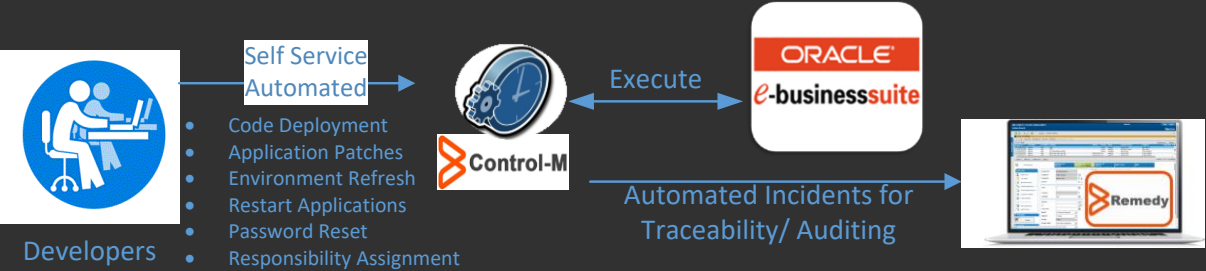 Self Service
Automated
Code Deployment
Application Patches
Environment Refresh
Restart Applications
Password Reset
Responsibility Assignment
Developers
Control-M
Execute
ORACLE
e-businesssuite
Automated Incidents for
Traceability/ Auditing
Remedy